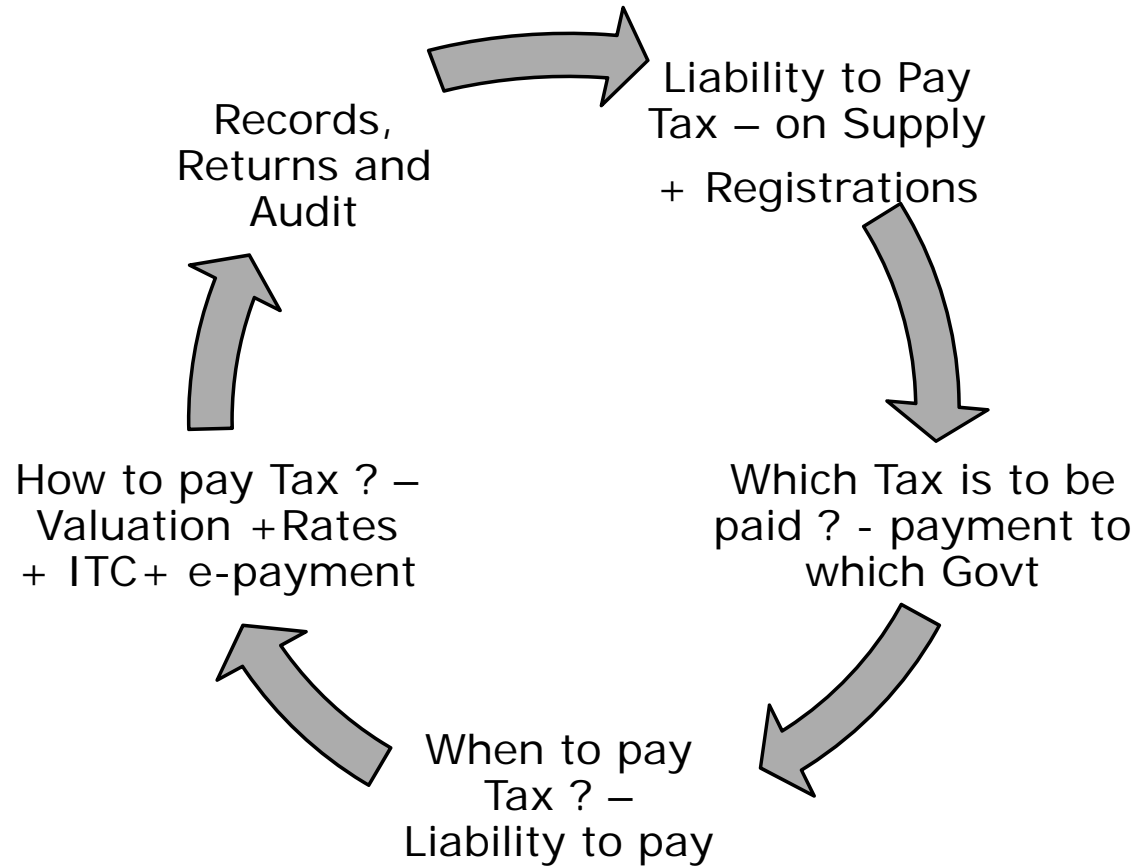 Liability to Pay
Tax – on Supply
+ Registrations
Which Tax is to be
paid ? - payment to
which Govt
When to pay
Tax ? –
Liability to pay
How to pay Tax ? –
Valuation +Rates
+ ITC+ e-payment
Records,
Returns and
Audit